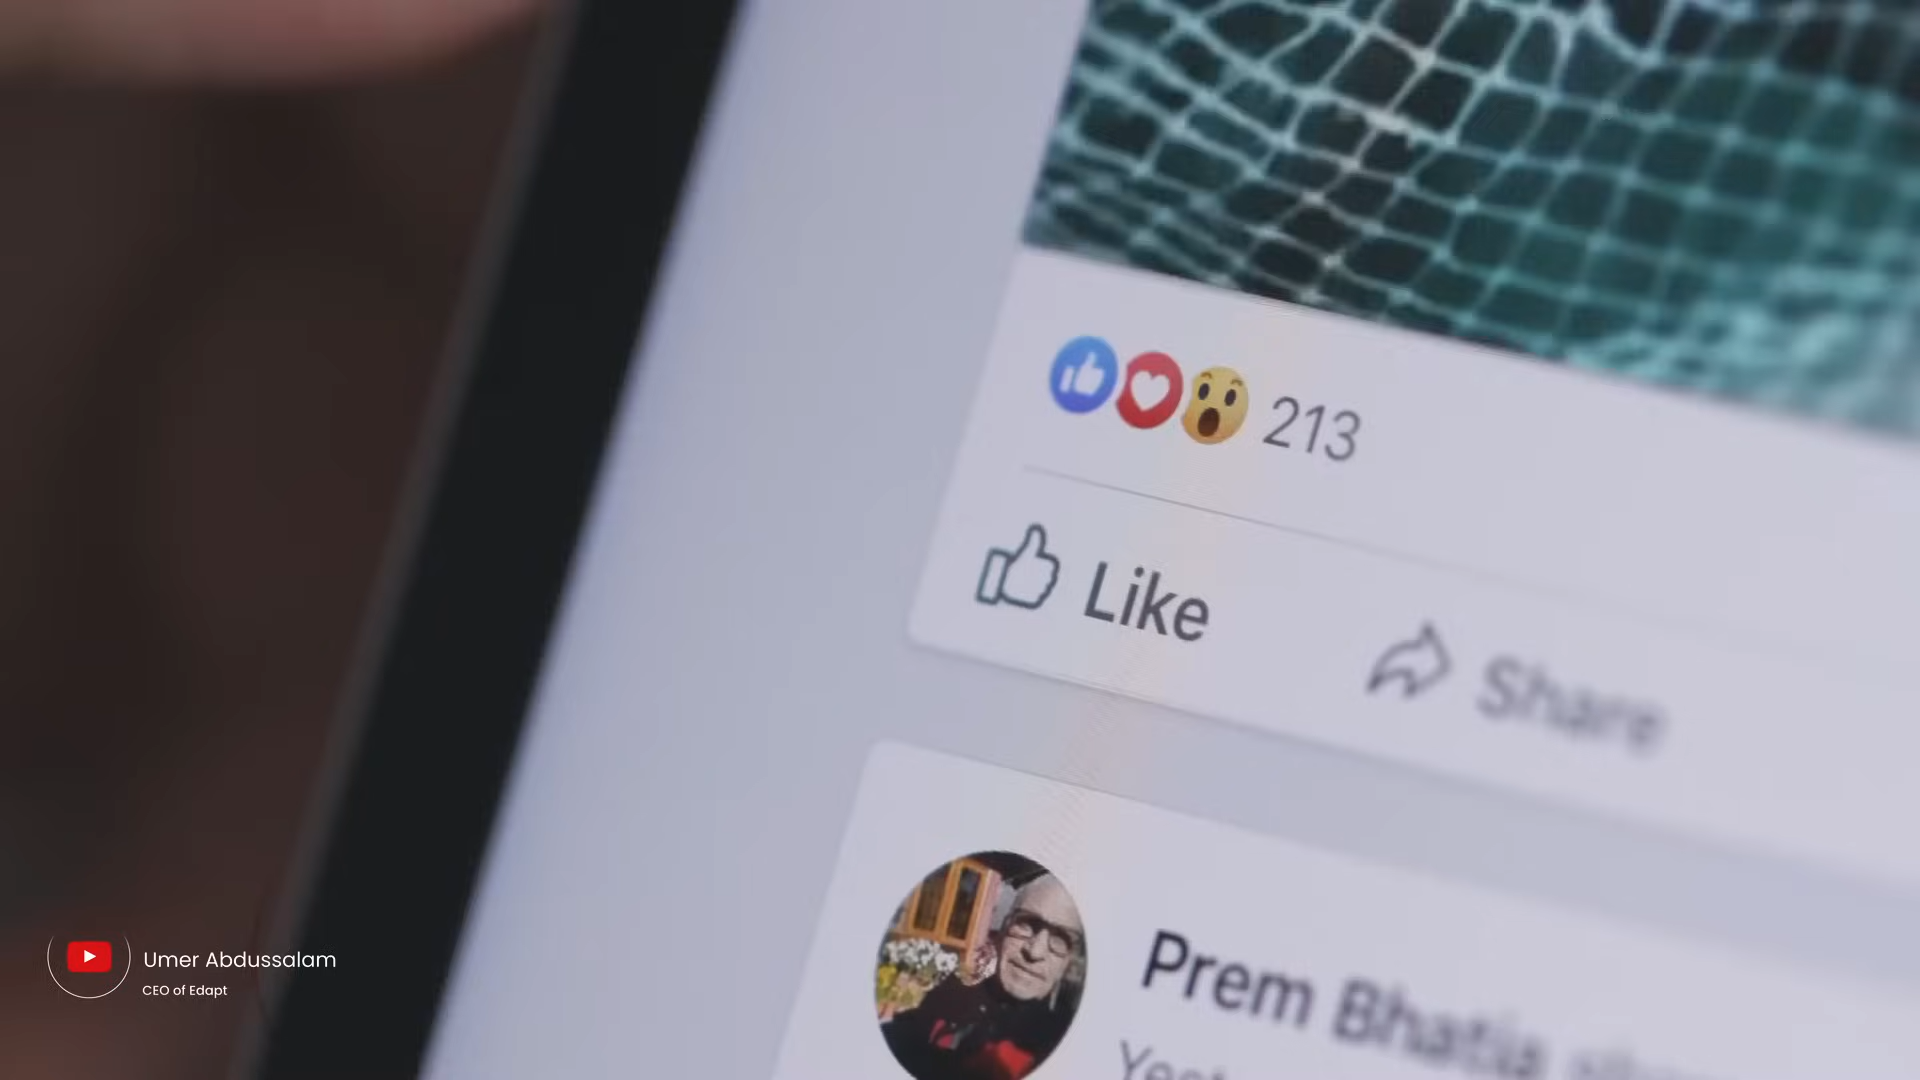 213
Like
Share
Prem Bhatia
Umer Abdussalam
CEO of Edapt